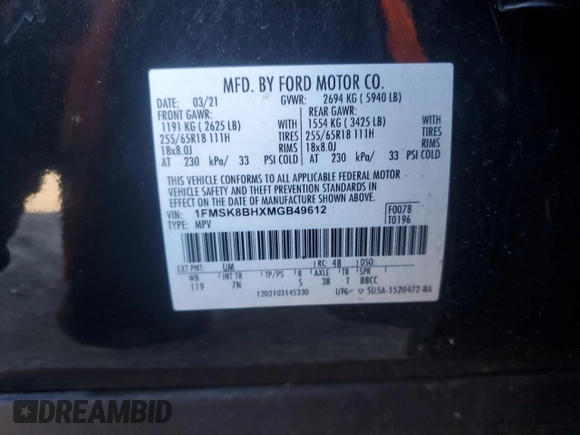 MFD. BY FORD MOTOR CO.
DATE: 03/21 GVWR: 2694 KG ( 5940 LB)
FRONT GAWR: REAR GAWR:
1191 KG ( 2625 LB) WITH 1554 KG ( 3425 LB) WITH
255/65R18 111H TIRES 255/65R18 111H TIRES
18x8.0J RIMS 18x8.0J RIMS
AT 230 kPa/ 33 PSI COLD AT 230 kPa/ 33 PSI COLD
THIS VEHICLE CONFORMS TO ALL APPLICABLE FEDERAL MOTOR
VEHICLE SAFETY AND THEFT PREVENTION STANDARDS IN
EFFECT ON THE DATE OF MANUFACTURE SHOWN ABOVE.
VIN: 1FMSK8BHXMGB49612 F0078
TYPE: MPV T0196
EXT PNT: UM RC: 48 DSO:
WB INT TR TP/PS R AXLE TR SPR
119 7N 5 3B T BBCC
1202103145330 UTC 5U5A-1520472-BA
DREAMBID